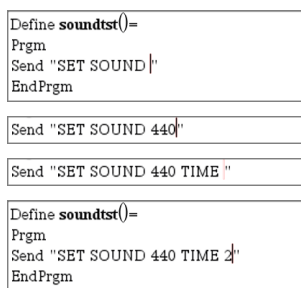 Define soundtst()=
Prgm
Send "SET SOUND "
EndPrgm
Send "SET SOUND 440"
Send "SET SOUND 440 TIME "
Define soundtst()=
Prgm
Send "SET SOUND 440 TIME 2"
EndPrgm